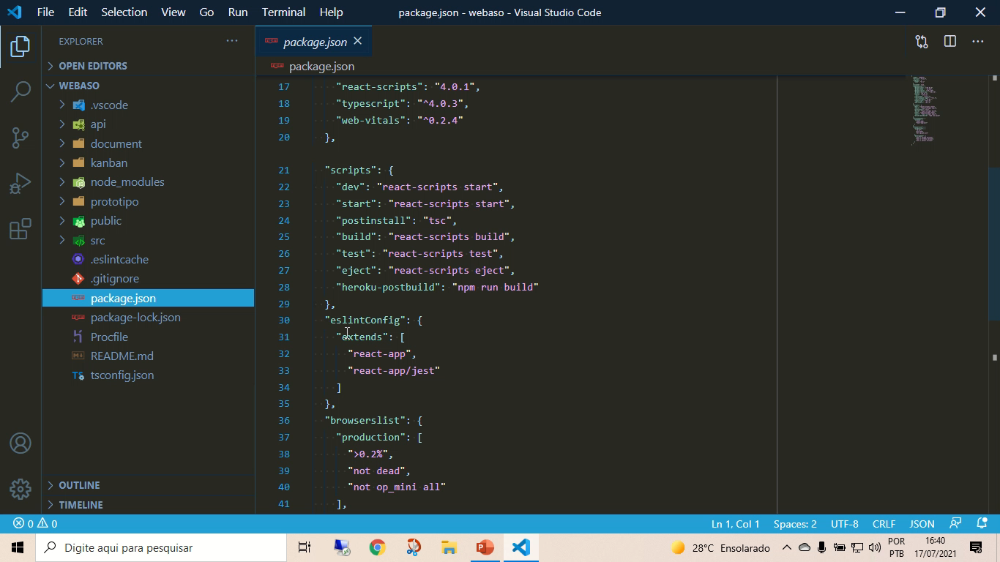 File Edit Selection View Go Run Terminal Help package.json - webaso - Visual Studio Code
EXPLORER
OPEN EDITORS
WEBASO
.vscode
api
document
kanban
node_modules
prototipo
public
src
.eslintcache
.gitignore
package.json
package-lock.json
Procfile
README.md
tsconfig.json
OUTLINE
TIMELINE
package.json
package.json
17 "react-scripts": "4.0.1",
18 "typescript": "^4.0.3",
19 "web-vitals": "^0.2.4"
20 },
21 "scripts": {
22 "dev": "react-scripts start",
23 "start": "react-scripts start",
24 "postinstall": "tsc",
25 "build": "react-scripts build",
26 "test": "react-scripts test",
27 "eject": "react-scripts eject",
28 "heroku-postbuild": "npm run build"
29 },
30 "eslintConfig": {
31 "extends": [
32 "react-app",
33 "react-app/jest"
34 ]
35 },
36 "browserslist": {
37 "production": [
38 ">0.2%",
39 "not dead",
40 "not op_mini all"
41 ],
0 0 Ln 1, Col 1 Spaces: 2 UTF-8 CRLF JSON
Digite aqui para pesquisar 28°C Ensolarado POR 16:40
PTB 17/07/2021